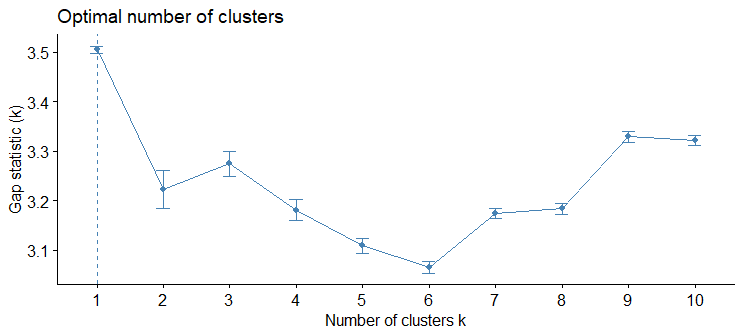 Optimal number of clusters
3.5
3.4
3.3
3.2
3.1
Gap statistic (k)
1 2 3 4 5 6 7 8 9 10
Number of clusters k